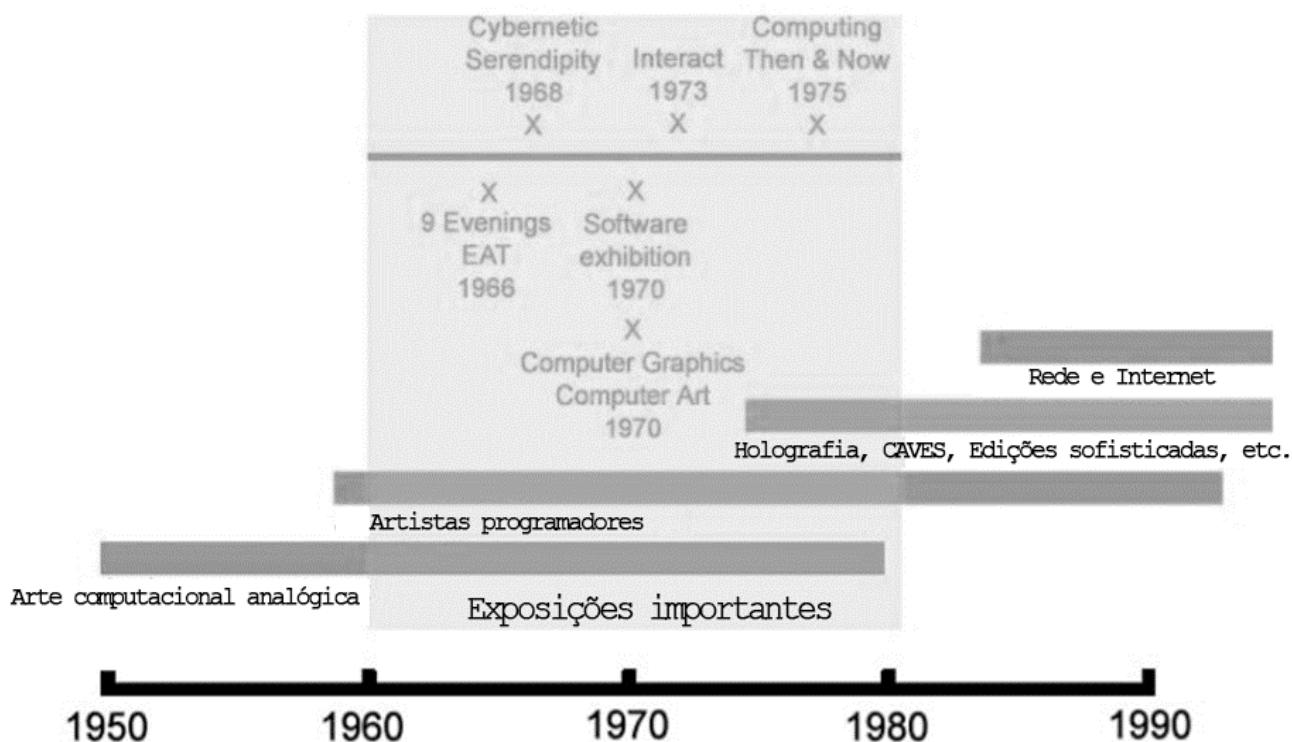 Cybernetic
Serendipity
1968
X
Interact
1973
X
Computing
Then & Now
1975
X
X
9 Evenings
EAT
1966
X
Software
exhibition
1970
X
Computer Graphics
Computer Art
1970
Rede e Internet
Holografia, CAVES, Edições sofisticadas, etc.
Artistas programadores
Arte computacional analógica
Exposições importantes
1950 1960 1970 1980 1990